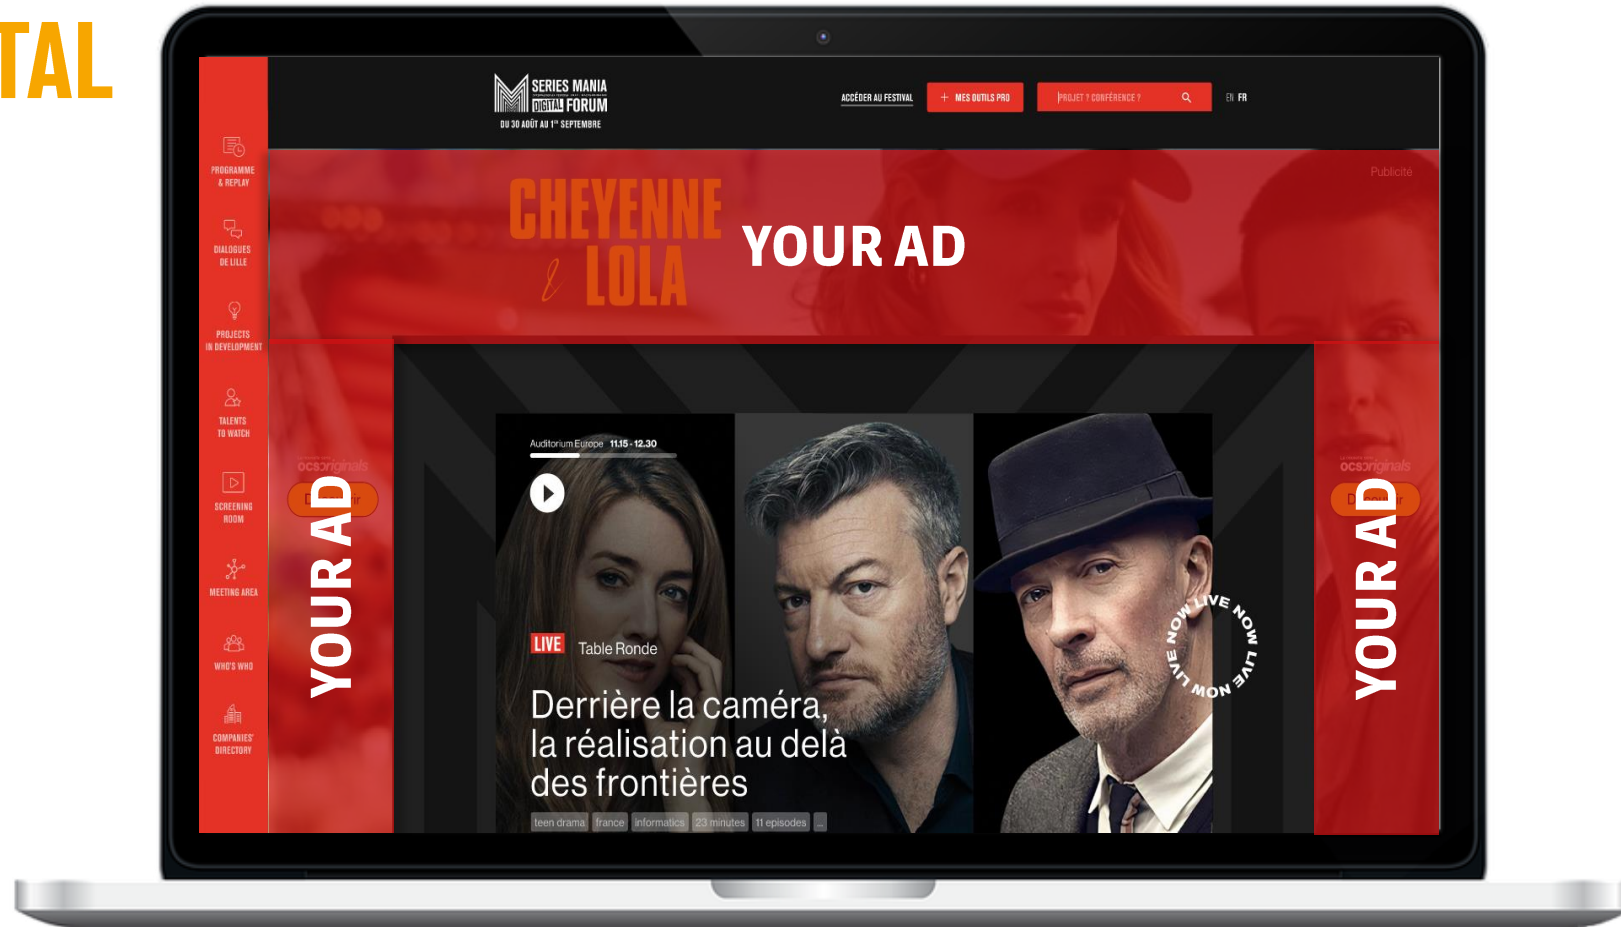 TAL
SERIES MANIA
DIGITAL FORUM
DU 30 AOÛT AU 1ER SEPTEMBRE
ACCÉDER AU FESTIVAL
+ MES OUTILS PRO
PROJET ? CONFÉRENCE ?
EN FR
PROGRAMME
& REPLAY
DIALOGUES
DE LILLE
PROJECTS
IN DEVELOPMENT
TALENTS
TO WATCH
SCREENING
ROOM
MEETING AREA
WHO'S WHO
COMPANIES'
DIRECTORY
Publicité
CHEYENNE
& LOLA
YOUR AD
ocsoriginals
YOUR AD
Auditorium Europe 11.15 - 12.30
LIVE
Table Ronde
Derrière la caméra,
la réalisation au delà
des frontières
teen drama france informatics 23 minutes 11 episodes ...
LIVE NOW LIVE NOW LIVE NOW
ocsoriginals
YOUR AD